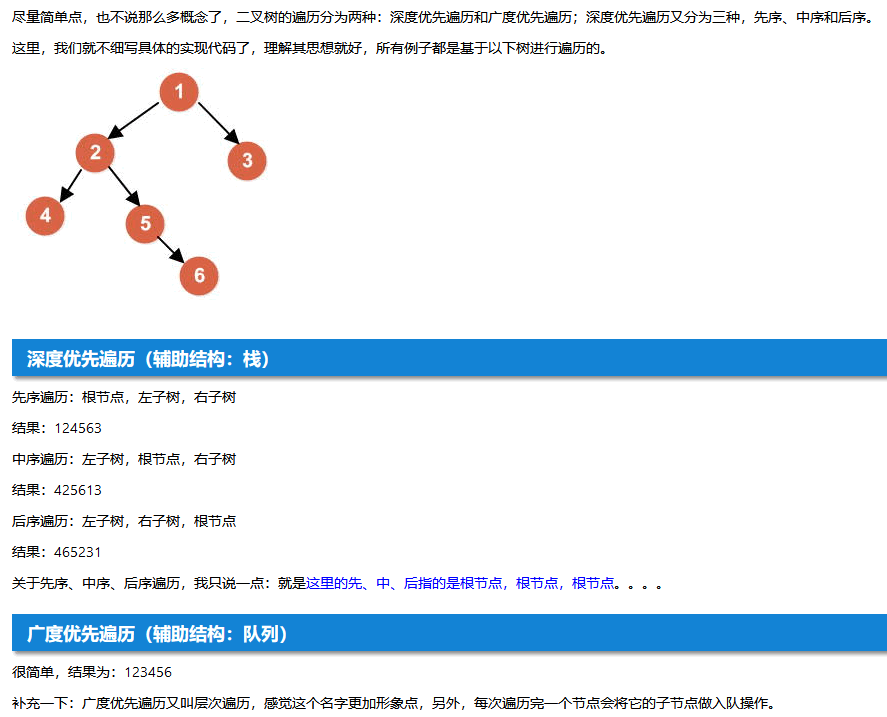 尽量简单点，也不说那么多概念了，二叉树的遍历分为两种：深度优先遍历和广度优先遍历；深度优先遍历又分为三种，先序、中序和后序。
这里，我们就不细写具体的实现代码了，理解其思想就好，所有例子都是基于以下树进行遍历的。
1
2
3
4
5
6
深度优先遍历（辅助结构：栈）
先序遍历：根节点，左子树，右子树
结果：124563
中序遍历：左子树，根节点，右子树
结果：425613
后序遍历：左子树，右子树，根节点
结果：465231
关于先序、中序、后序遍历，我只说一点：就是这里的先、中、后指的是根节点，根节点，根节点。。。。
广度优先遍历（辅助结构：队列）
很简单，结果为：123456
补充一下：广度优先遍历又叫层次遍历，感觉这个名字更加形象点，另外，每次遍历完一个节点会将它的子节点做入队操作。